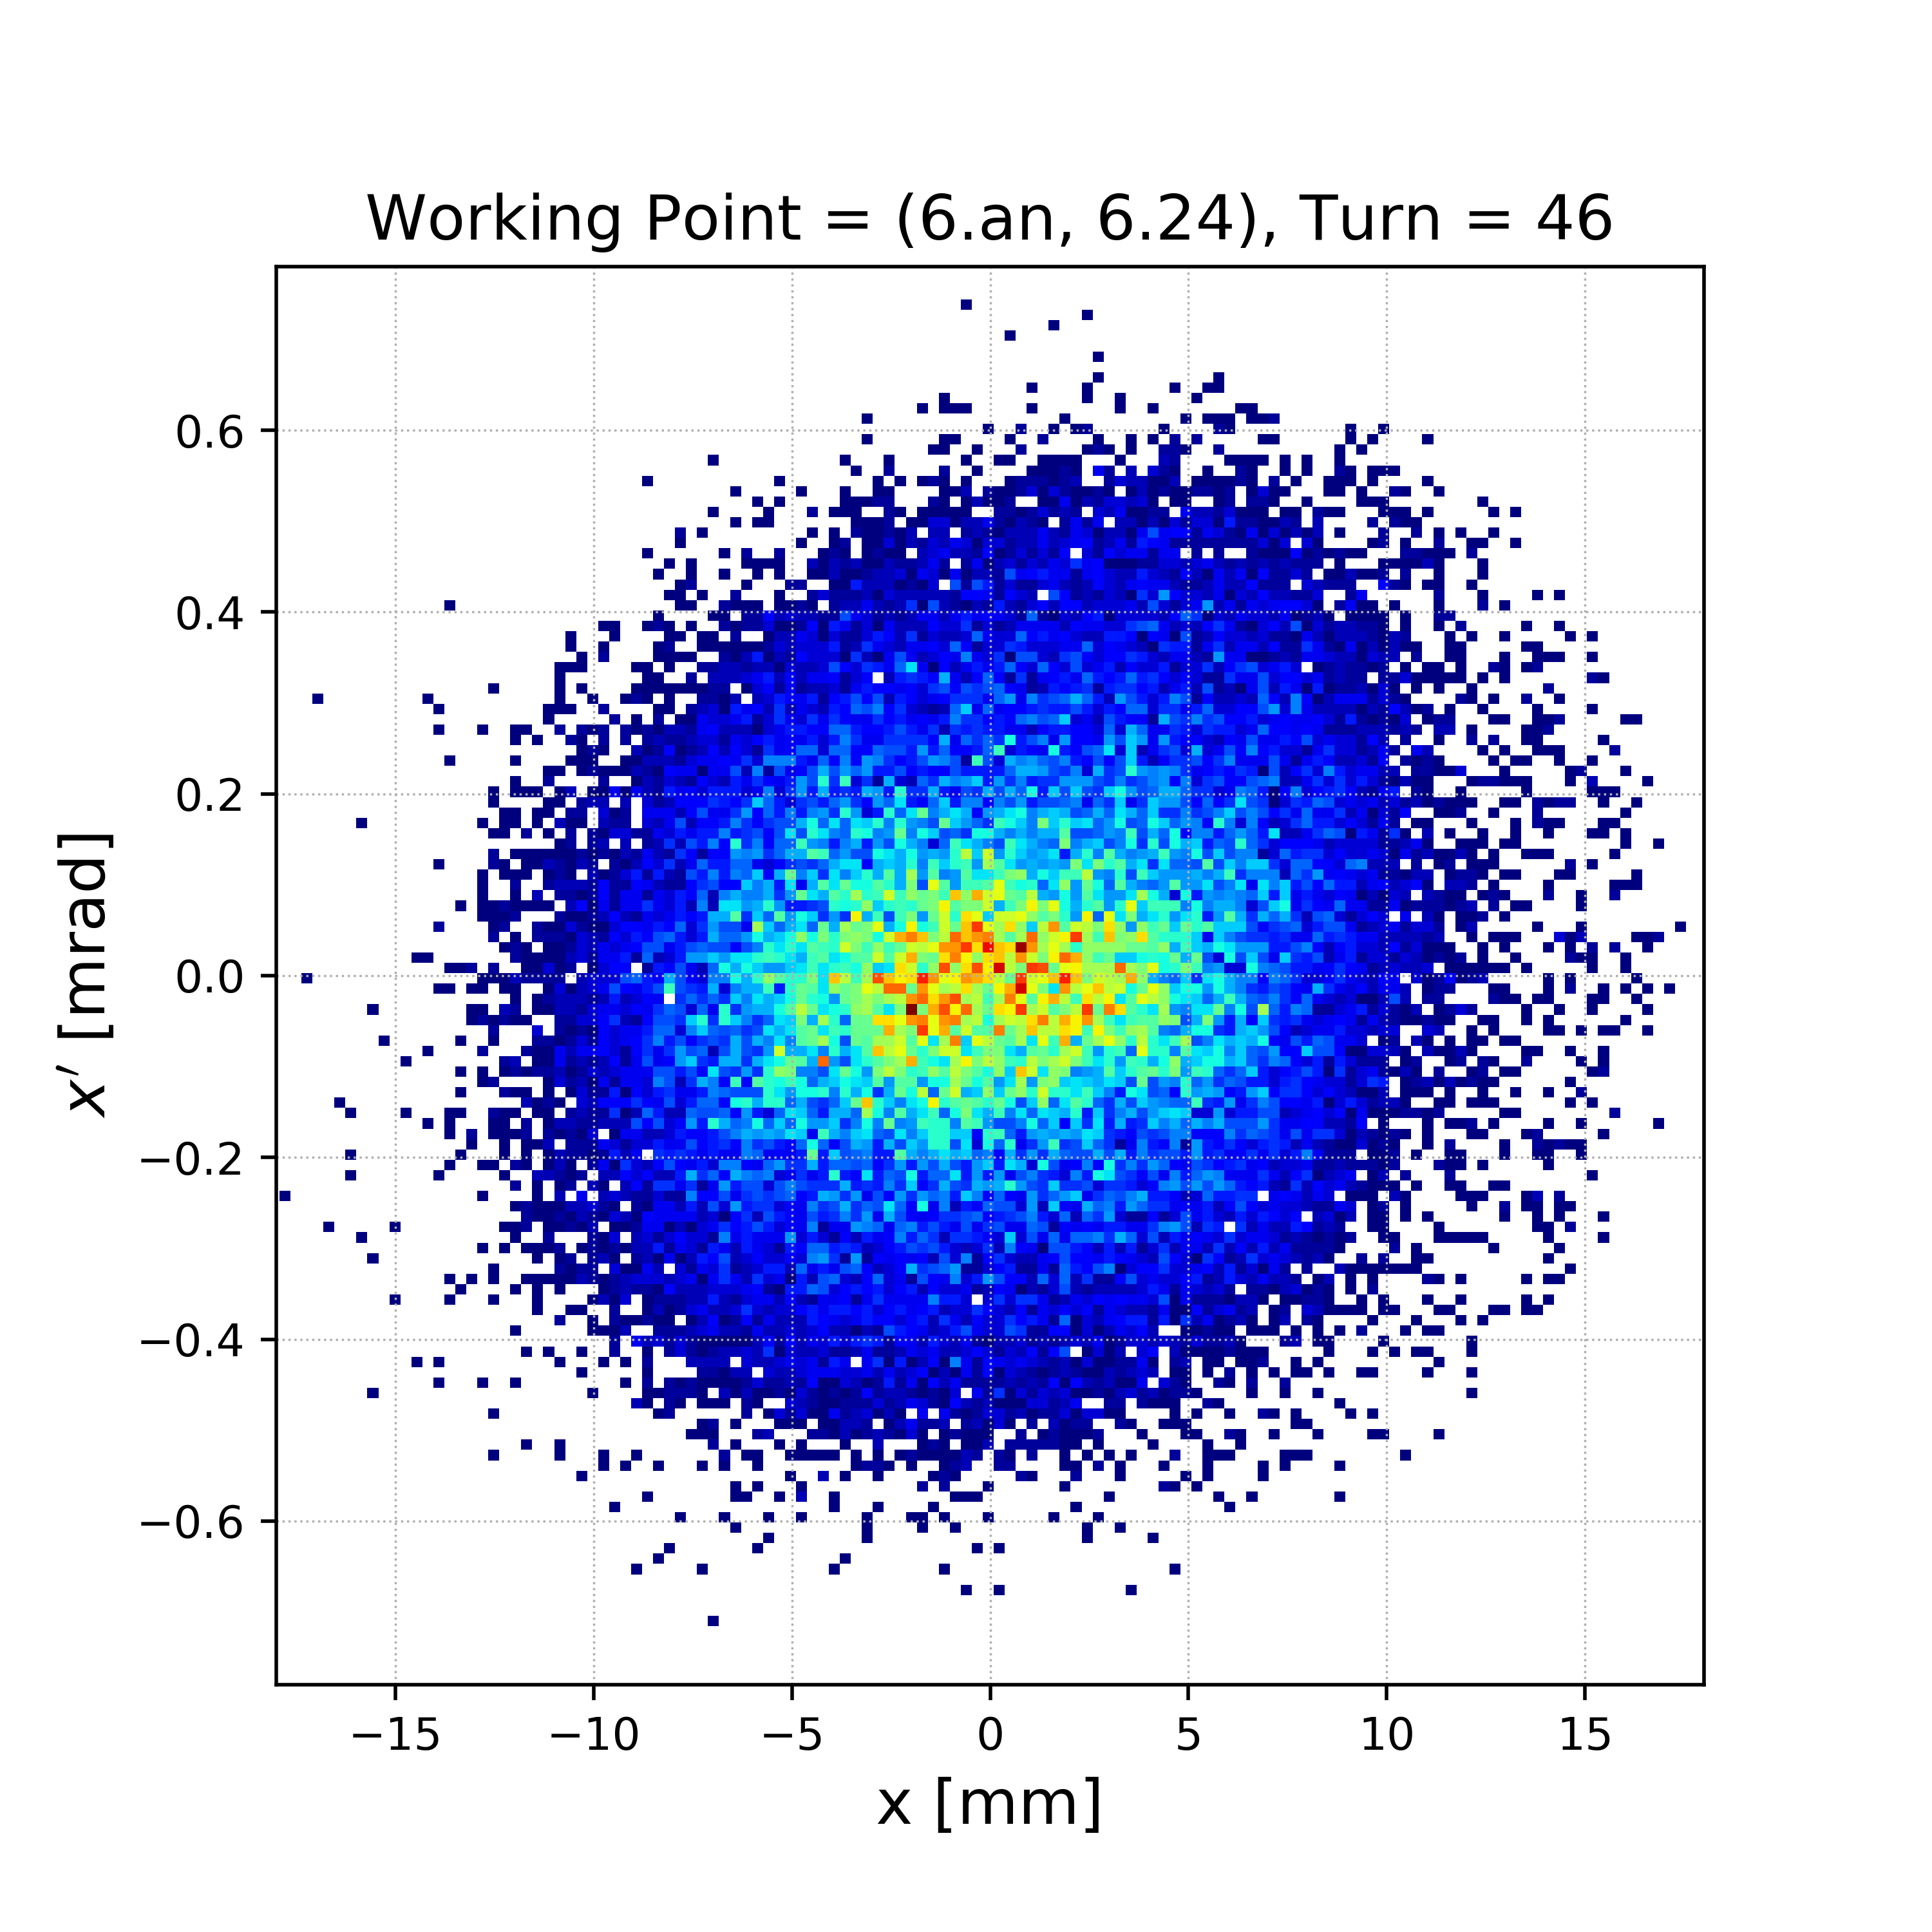 Working Point = (6.an, 6.24), Turn = 46
0.6
0.4
0.2
0.0
−0.2
−0.4
−0.6
x′ [mrad]
−15 −10 −5 0 5 10 15
x [mm]